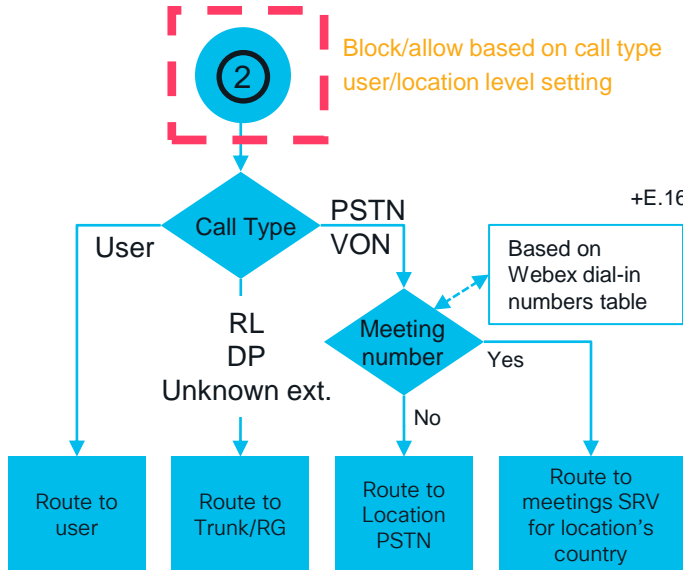 Block/allow based on call type
user/location level setting
2
Call Type
User
PSTN
VON
+E.16
Based on
Webex dial-in
numbers table
RL
DP
Unknown ext.
Meeting
number
Yes
No
Route to
user
Route to
Trunk/RG
Route to
Location
PSTN
Route to
meetings SRV
for location's
country